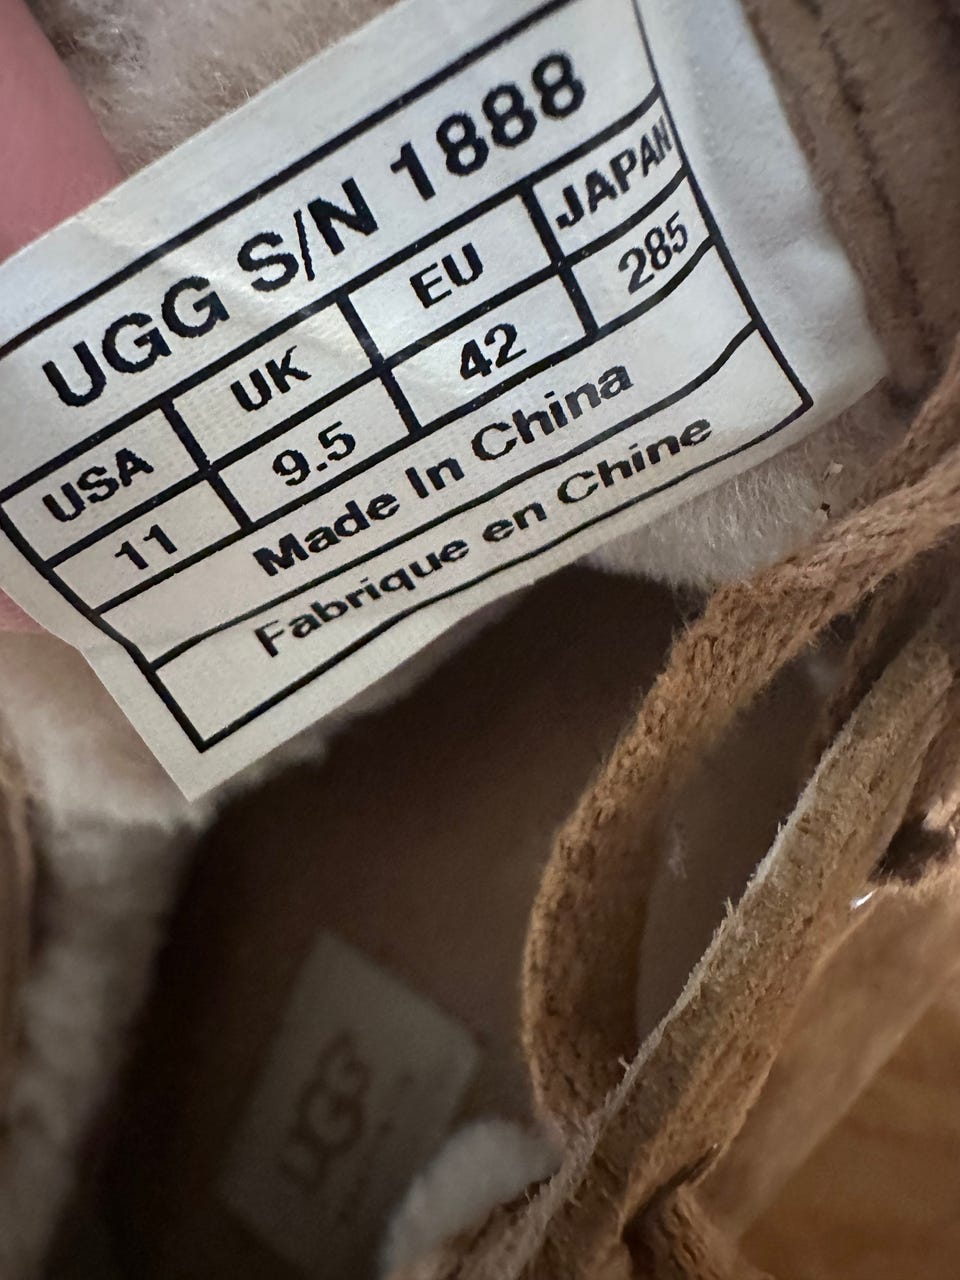 UGG S/N 1888
USA UK EU JAPAN
11 9.5 42 285
Made In China
Fabrique en Chine
UGG